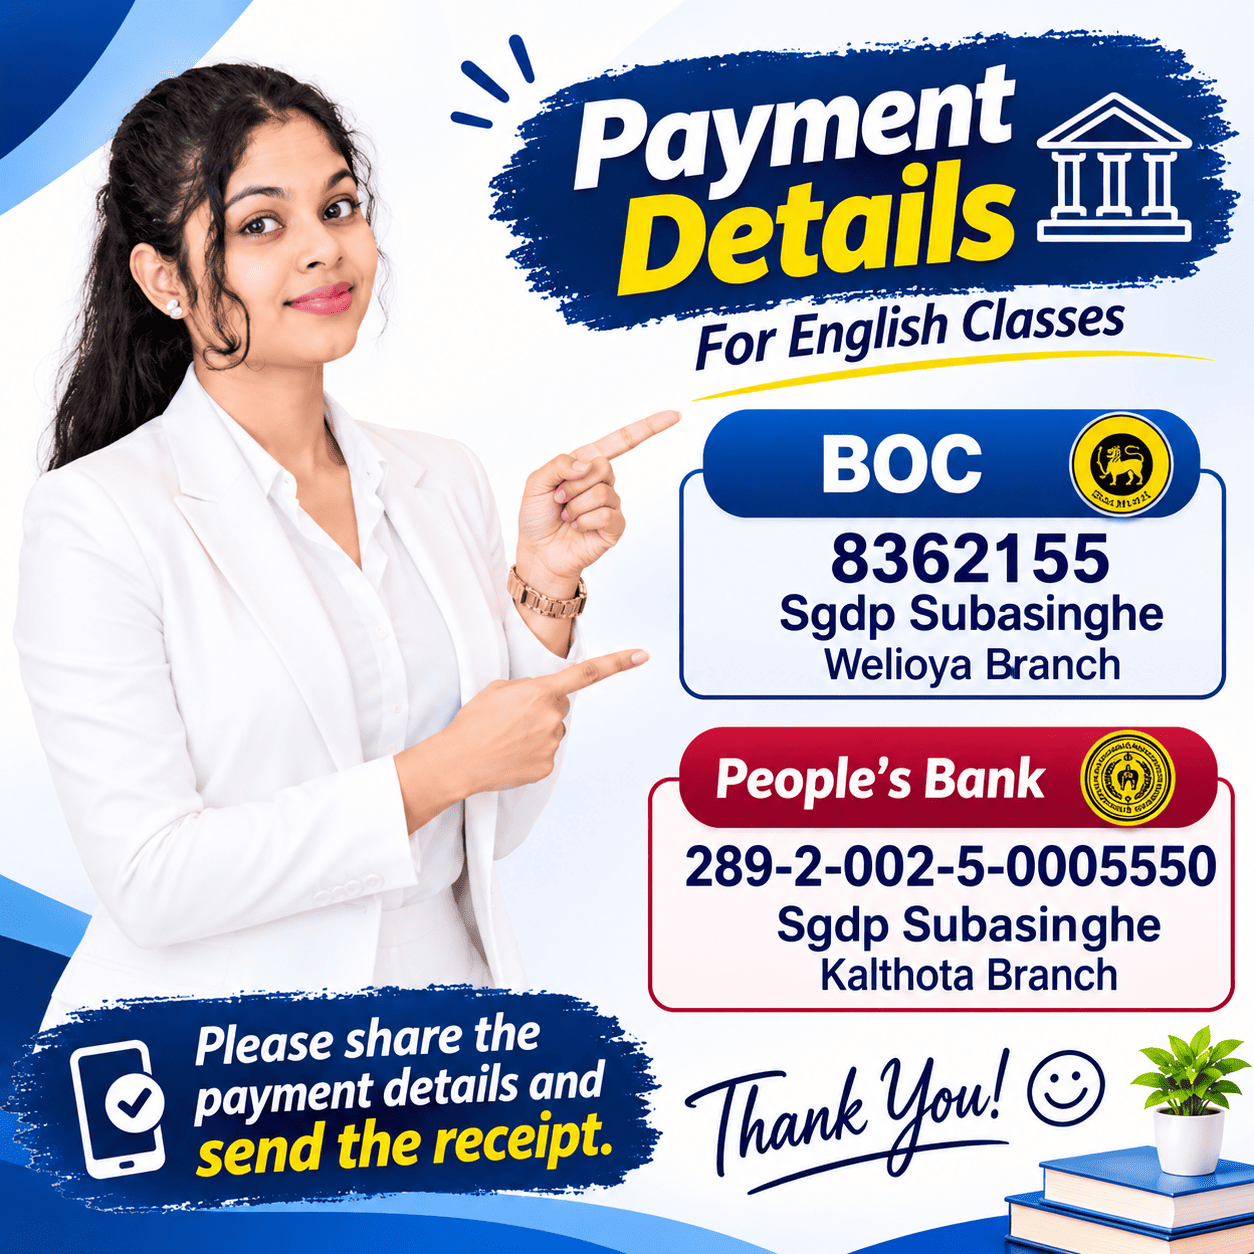 Payment
Details
For English Classes
BOC
8362155
Sgdp Subasinghe
Welioya Branch
People's Bank
289-2-002-5-0005550
Sgdp Subasinghe
Kalthota Branch
Please share the
payment details and
send the receipt.
Thank You!